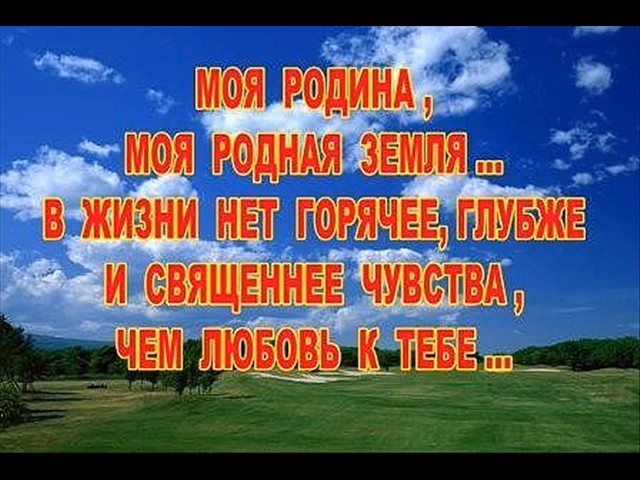 МОЯ РОДИНА,
МОЯ РОДНАЯ ЗЕМЛЯ...
В ЖИЗНИ НЕТ ГОРЯЧЕЕ, ГЛУБЖЕ
И СВЯЩЕННЕЕ ЧУВСТВА,
ЧЕМ ЛЮБОВЬ К ТЕБЕ...